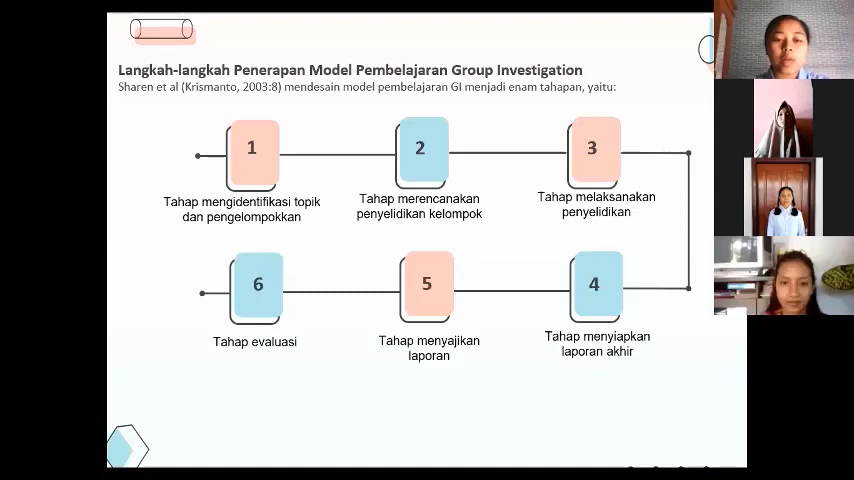 Langkah-langkah Penerapan Model Pembelajaran Group Investigation
Sharen et al (Krismanto, 2003:8) mendesain model pembelajaran GI menjadi enam tahapan, yaitu:
1
Tahap mengidentifikasi topik
dan pengelompokkan
2
Tahap merencanakan
penyelidikan kelompok
3
Tahap melaksanakan
penyelidikan
4
Tahap menyiapkan
laporan akhir
5
Tahap menyajikan
laporan
6
Tahap evaluasi